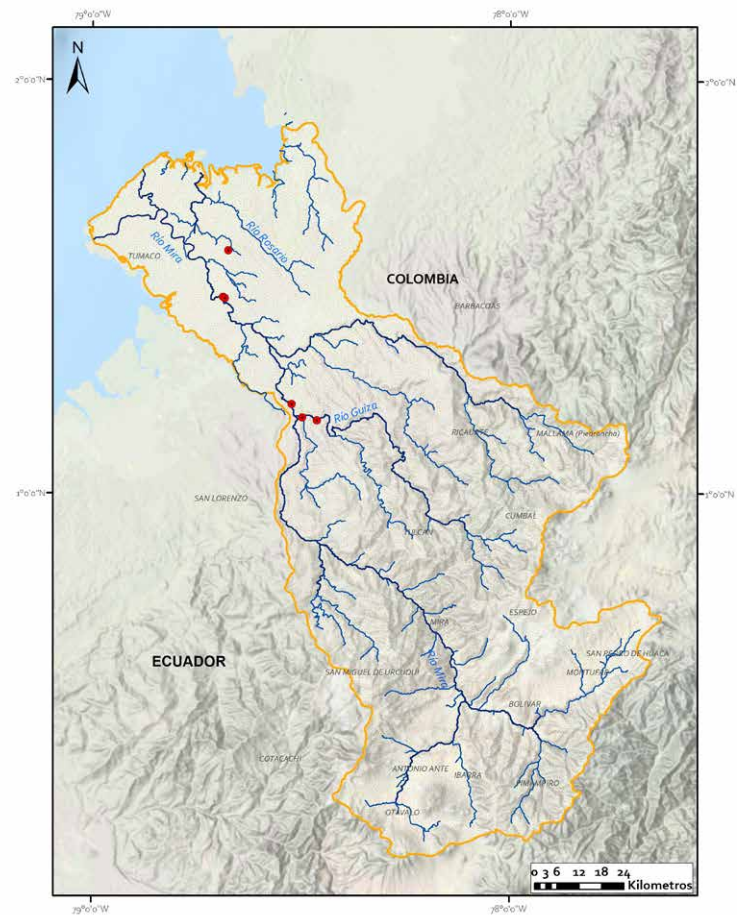 79°0'0"W
78°0'0"W
N
2°0'0"N
2°0'0"N
Río Rosario
Río Mira
TUMACO
COLOMBIA
BARBACOAS
Río Guiza
RICAURTE
MALLAMA (Piedrancha)
1°0'0"N
1°0'0"N
SAN LORENZO
CUMBAL
TULCAN
ESPEJO
MIRA
ECUADOR
Río Mira
SAN PEDRO DE HUACA
SAN MIGUEL DE URCUQUI
MONTUFAR
BOLIVAR
COTACACHI
ANTONIO ANTE
IBARRA
PIMAMPIRO
OTAVALO
0 3 6 12 18 24
Kilometros
79°0'0"W
78°0'0"W